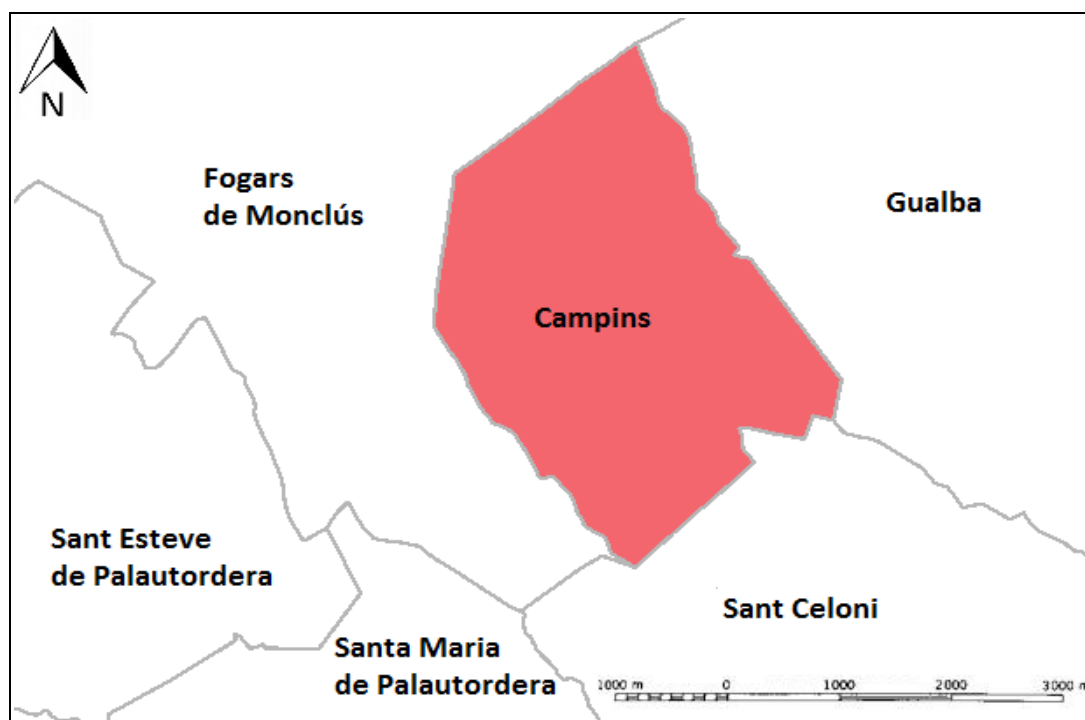 N
Fogars
de Monclús
Gualba
Campins
Sant Esteve
de Palautordera
Sant Celoni
Santa Maria
de Palautordera
1000 m 0 1000 2000 3000 m